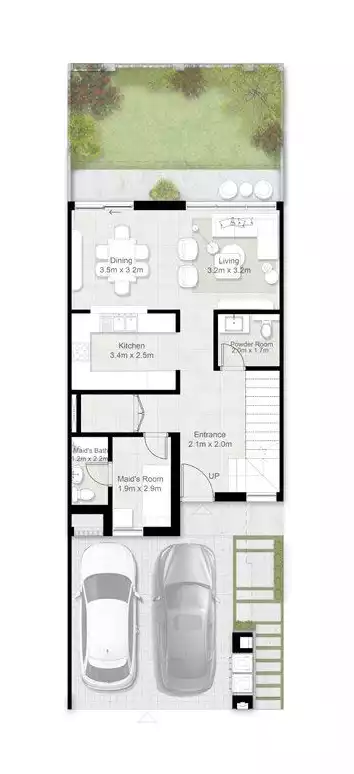 Dining
3.5m x 3.2m
Living
3.2m x 3.2m
Kitchen
3.4m x 2.5m
Powder Room
2.0m x 1.7m
Entrance
2.1m x 2.0m
Maid's Bath
1.2m x 2.2m
Maid's Room
1.9m x 2.9m
UP